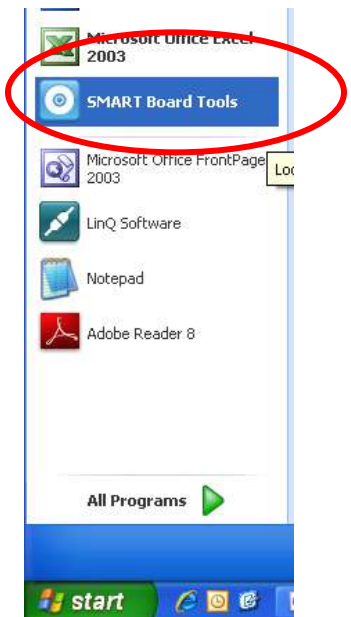 Microsoft Office Excel
2003
SMART Board Tools
Microsoft Office FrontPage
2003
Loc
LinQ Software
Notepad
Adobe Reader 8
All Programs
start